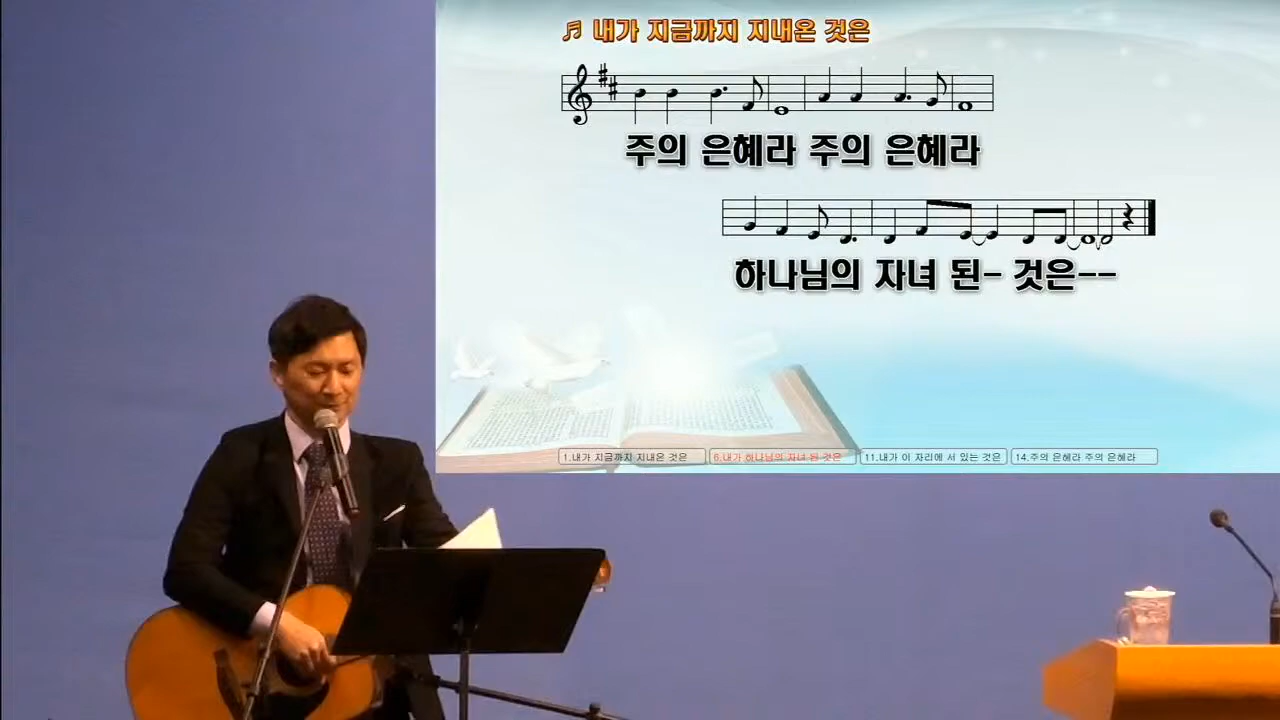 ♬ 내가 지금까지 지내온 것은
주의 은혜라 주의 은혜라
하나님의 자녀 된- 것은--
1.내가 지금까지 지내온 것은
6.내가 하나님의 자녀 된 것은
11.내가 이 자리에 서 있는 것은
14.주의 은혜라 주의 은혜라